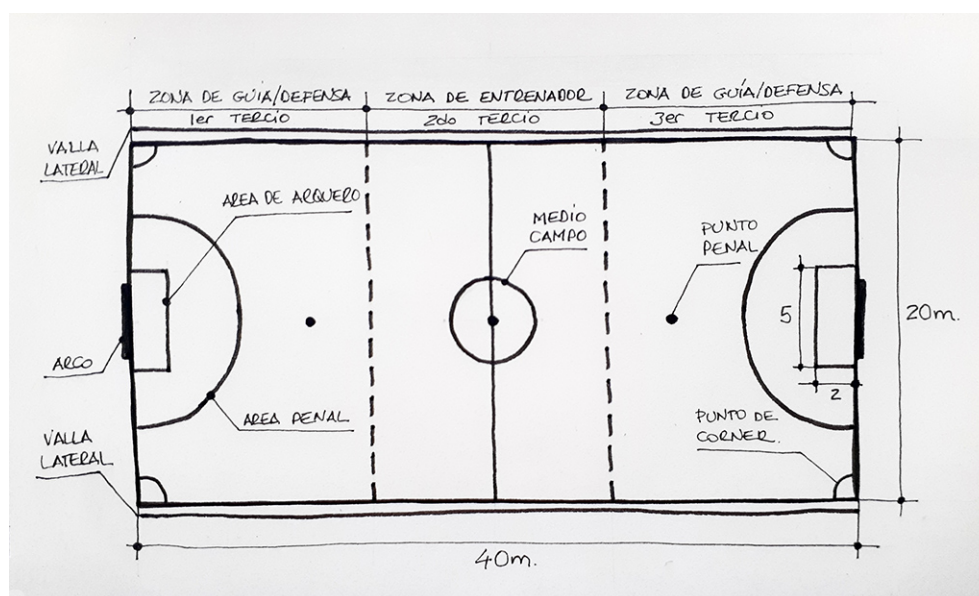 ZONA DE GUIA/DEFENSA
1er TERCIO
ZONA DE ENTRENADOR
2do TERCIO
ZONA DE GUÍA/DEFENSA
3er TERCIO
VALLA
LATERAL
AREA DE ARQUERO
MEDIO
CAMPO
PUNTO
PENAL
5
20m.
ARCO
2
AREA PENAL
PUNTO DE
CORNER.
VALLA
LATERAL
40m.